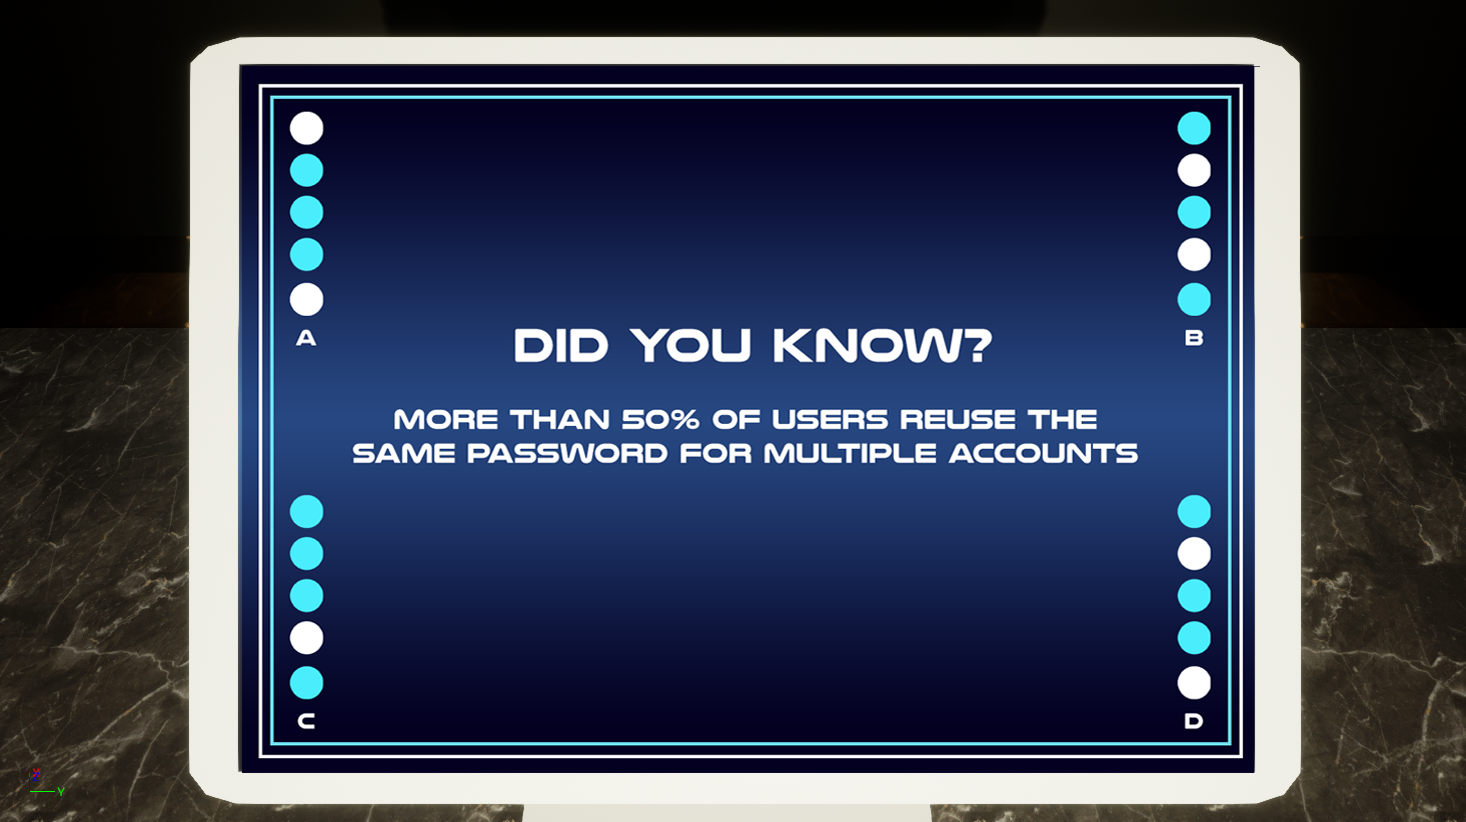 A
B
DID YOU KNOW?
MORE THAN 50% OF USERS REUSE THE
SAME PASSWORD FOR MULTIPLE ACCOUNTS
C
D
Y